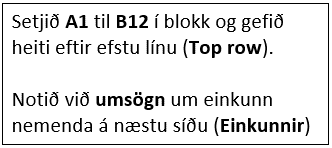 Setjið A1 til B12 í blokk og gefið
heiti eftir efstu línu (Top row).
Notið við umsögn um einkunn
nemenda á næstu síðu (Einkunnir)